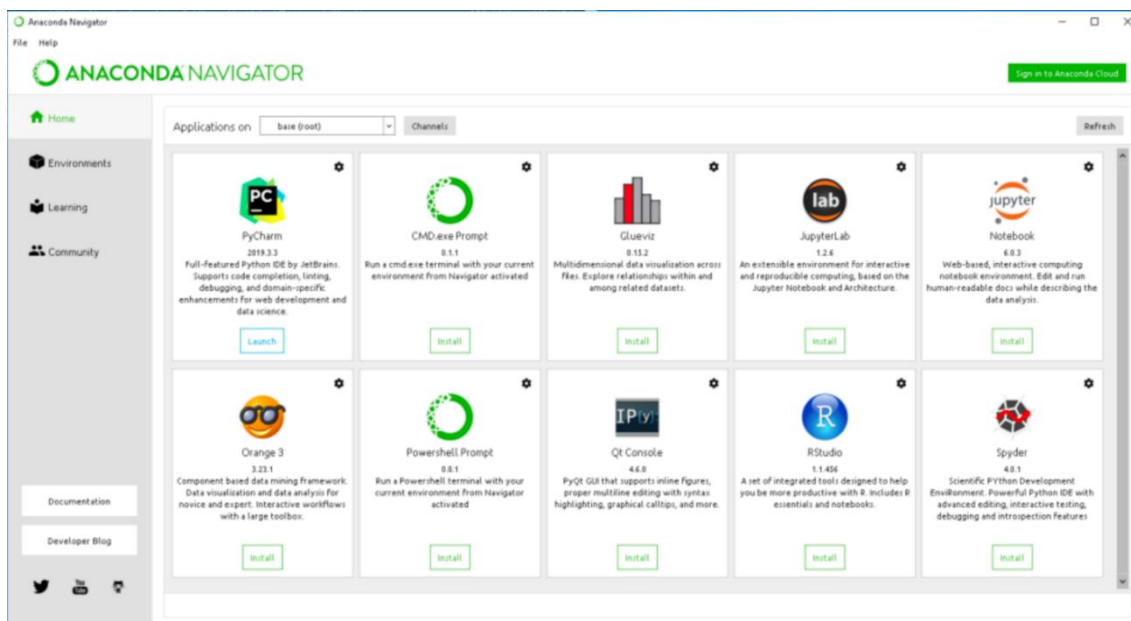 Anaconda Navigator
File Help
ANACONDA NAVIGATOR
Sign in to Anaconda Cloud
Home
Environments
Learning
Community
Documentation
Developer Blog
You
Tube
Applications on base (root) Channels Refresh
PC
PyCharm
2019.3.3
Full-featured Python IDE by JetBrains.
Supports code completion, linting,
debugging, and domain-specific
enhancements for web development and
data science.
Launch
CMD.exe Prompt
0.1.1
Run a cmd.exe terminal with your current
environment from Navigator activated
Install
Glueviz
0.15.2
Multidimensional data visualization across
files. Explore relationships within and
among related datasets.
Install
lab
JupyterLab
1.2.6
An extensible environment for interactive
and reproducible computing, based on the
Jupyter Notebook and Architecture.
Install
jupyter
Notebook
6.0.3
Web-based, interactive computing
notebook environment. Edit and run
human-readable docs while describing the
data analysis.
Install
Orange 3
3.23.1
Component based data mining framework.
Data visualization and data analysis for
novice and expert. Interactive workflows
with a large toolbox.
Install
Powershell Prompt
0.0.1
Run a Powershell terminal with your
current environment from Navigator
activated
Install
IP[y]:
Qt Console
4.6.0
PyQt GUI that supports inline figures,
proper multiline editing with syntax
highlighting, graphical calltips, and more.
Install
R
RStudio
1.1.456
A set of integrated tools designed to help
you be more productive with R. Includes R
essentials and notebooks.
Install
Spyder
4.0.1
Scientific PYthon Development
EnviRonment. Powerful Python IDE with
advanced editing, interactive testing,
debugging and introspection features
Install